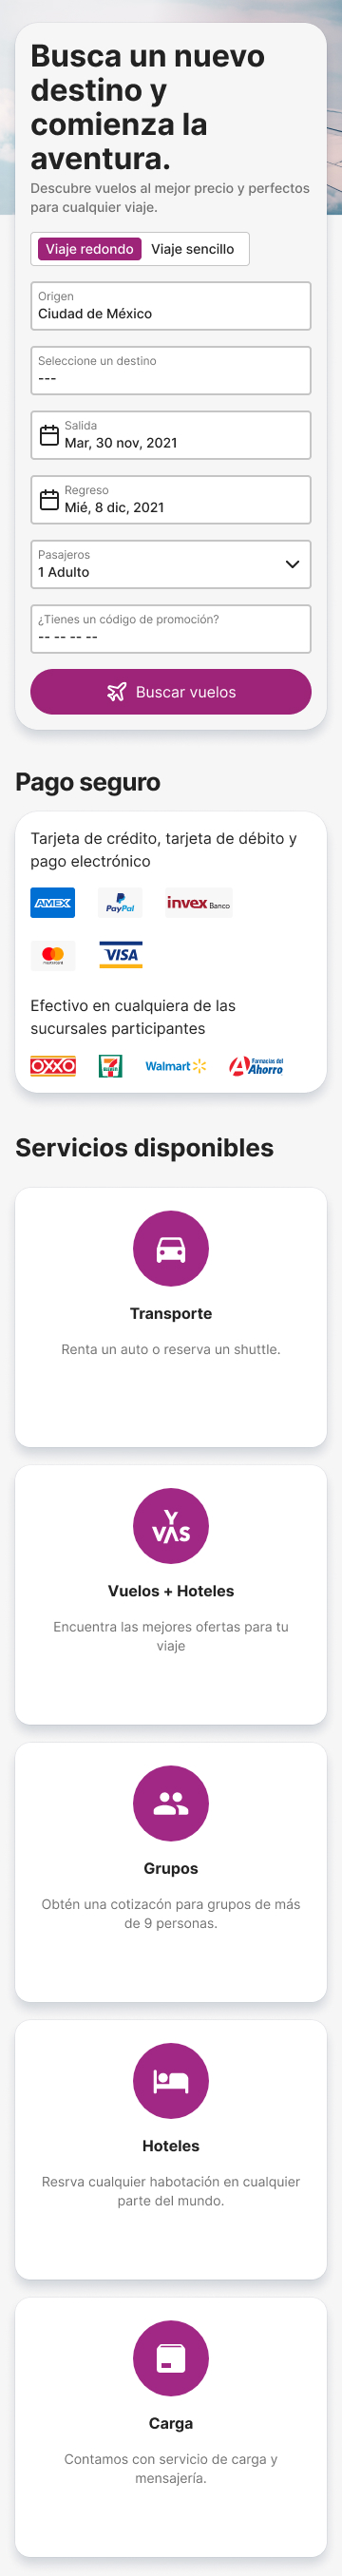 Busca un nuevo
destino y
comienza la
aventura.
Descubre vuelos al mejor precio y perfectos
para cualquier viaje.
Viaje redondo Viaje sencillo
Origen
Ciudad de México
Seleccione un destino
---
Salida
Mar, 30 nov, 2021
Regreso
Mié, 8 dic, 2021
Pasajeros
1 Adulto
¿Tienes un código de promoción?
-- -- -- --
Buscar vuelos
Pago seguro
Tarjeta de crédito, tarjeta de débito y
pago electrónico
AMEX PayPal invex Banco
mastercard VISA
Efectivo en cualquiera de las
sucursales participantes
OXXO 7 ELEVEN Walmart Farmacias del Ahorro
Servicios disponibles
Transporte
Renta un auto o reserva un shuttle.
Y
VAS
Vuelos + Hoteles
Encuentra las mejores ofertas para tu
viaje
Grupos
Obtén una cotizacón para grupos de más
de 9 personas.
Hoteles
Resrva cualquier habotación en cualquier
parte del mundo.
Carga
Contamos con servicio de carga y
mensajería.